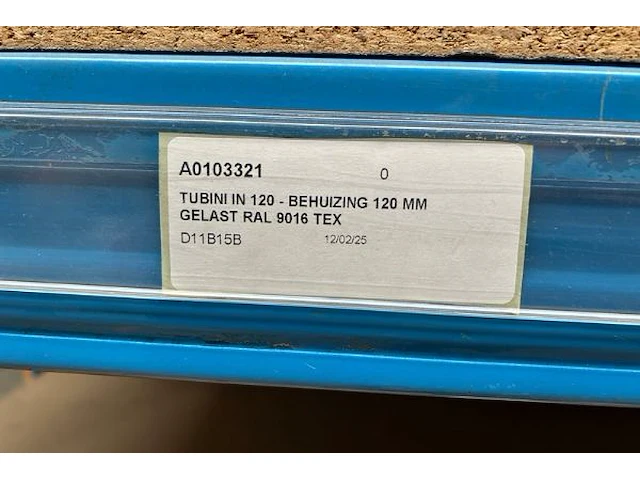 A0103321 0
TUBINI IN 120 - BEHUIZING 120 MM
GELAST RAL 9016 TEX
D11B15B 12/02/25